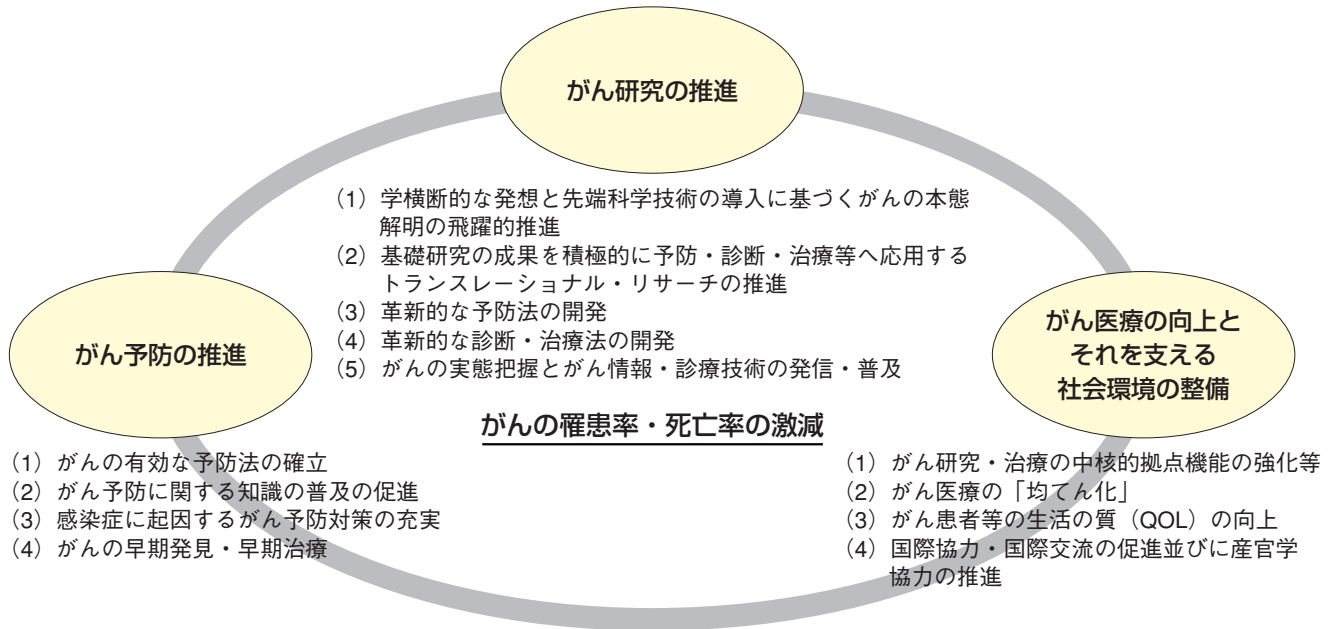 がん研究の推進
(1) 学横断的な発想と先端科学技術の導入に基づくがんの本態
解明の飛躍的推進
(2) 基礎研究の成果を積極的に予防・診断・治療等へ応用する
トランスレーショナル・リサーチの推進
(3) 革新的な予防法の開発
(4) 革新的な診断・治療法の開発
(5) がんの実態把握とがん情報・診療技術の発信・普及
がん予防の推進
がん医療の向上と
それを支える
社会環境の整備
がんの罹患率・死亡率の激減
(1) がんの有効な予防法の確立
(2) がん予防に関する知識の普及の促進
(3) 感染症に起因するがん予防対策の充実
(4) がんの早期発見・早期治療
(1) がん研究・治療の中核的拠点機能の強化等
(2) がん医療の「均てん化」
(3) がん患者等の生活の質（QOL）の向上
(4) 国際協力・国際交流の促進並びに産官学
協力の推進